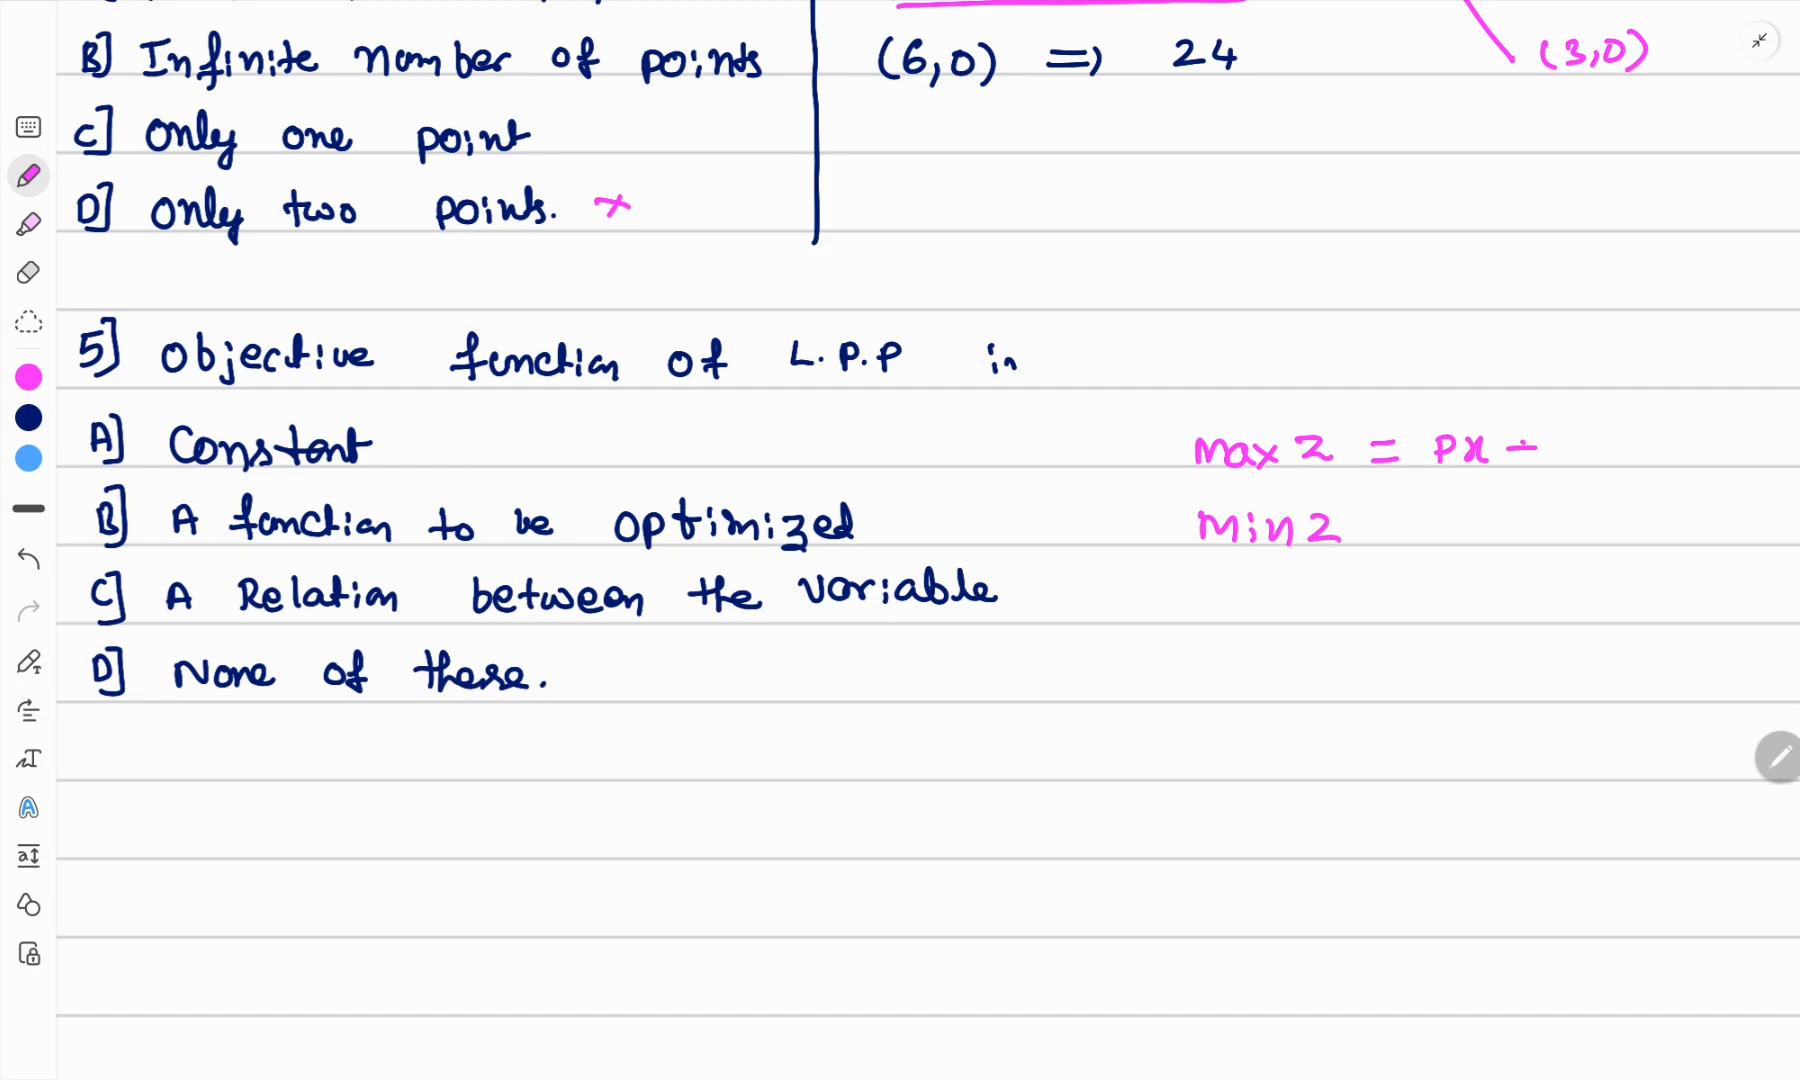 B] Infinite number of points
(6,0) => 24
(3,0)
C] only one point
D] only two points. ×
5] Objective function of L.P.P in
A] Constant
B] A function to be optimized
C] A Relation between the variable
D] None of these.
Max Z = px +
Min Z